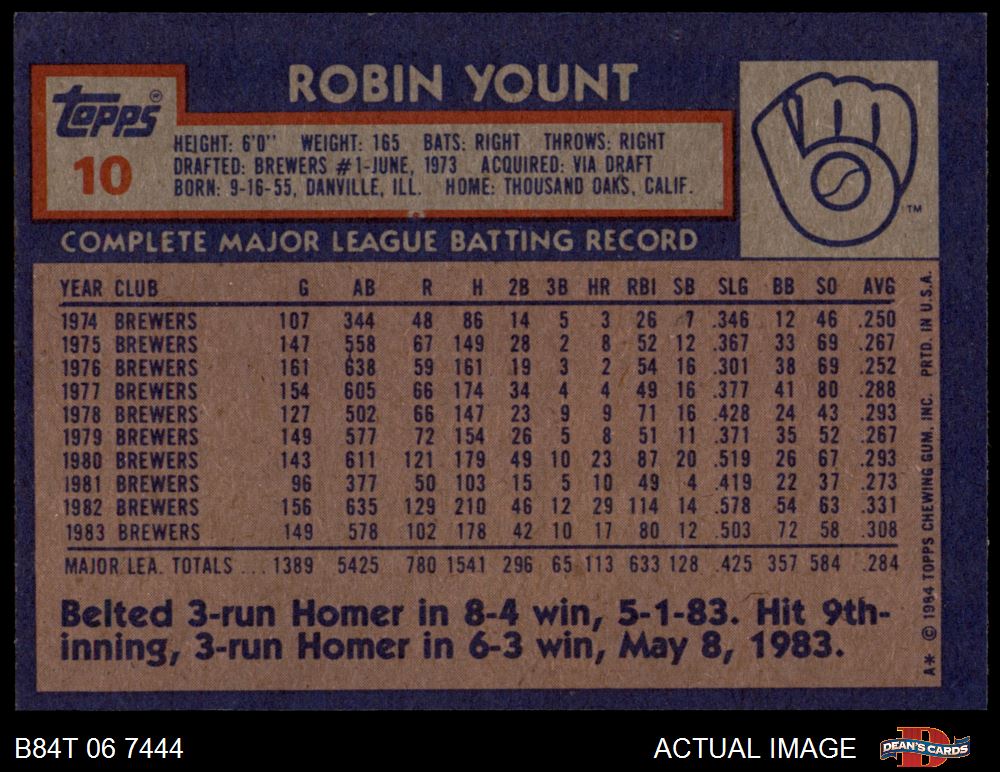 ROBIN YOUNT
Topps®
10
HEIGHT: 6'0'' WEIGHT: 165 BATS: RIGHT THROWS: RIGHT
DRAFTED: BREWERS #1-JUNE, 1973 ACQUIRED: VIA DRAFT
BORN: 9-16-55, DANVILLE, ILL. HOME: THOUSAND OAKS, CALIF.
TM
COMPLETE MAJOR LEAGUE BATTING RECORD
YEAR CLUB G AB R H 2B 3B HR RBI SB SLG BB SO AVG
1974 BREWERS 107 344 48 86 14 5 3 26 7 .346 12 46 .250
1975 BREWERS 147 558 67 149 28 2 8 52 12 .367 33 69 .267
1976 BREWERS 161 638 59 161 19 3 2 54 16 .301 38 69 .252
1977 BREWERS 154 605 66 174 34 4 4 49 16 .377 41 80 .288
1978 BREWERS 127 502 66 147 23 9 9 71 16 .428 24 43 .293
1979 BREWERS 149 577 72 154 26 5 8 51 11 .371 35 52 .267
1980 BREWERS 143 611 121 179 49 10 23 87 20 .519 26 67 .293
1981 BREWERS 96 377 50 103 15 5 10 49 4 .419 22 37 .273
1982 BREWERS 156 635 129 210 46 12 29 114 14 .578 54 63 .331
1983 BREWERS 149 578 102 178 42 10 17 80 12 .503 72 58 .308
MAJOR LEA. TOTALS ... 1389 5425 780 1541 296 65 113 633 128 .425 357 584 .284
Belted 3-run Homer in 8-4 win, 5-1-83. Hit 9th-
inning, 3-run Homer in 6-3 win, May 8, 1983.
A* © 1984 TOPPS CHEWING GUM, INC. PRTD. IN U.S.A.
B84T 06 7444
ACTUAL IMAGE
DEAN'S CARDS